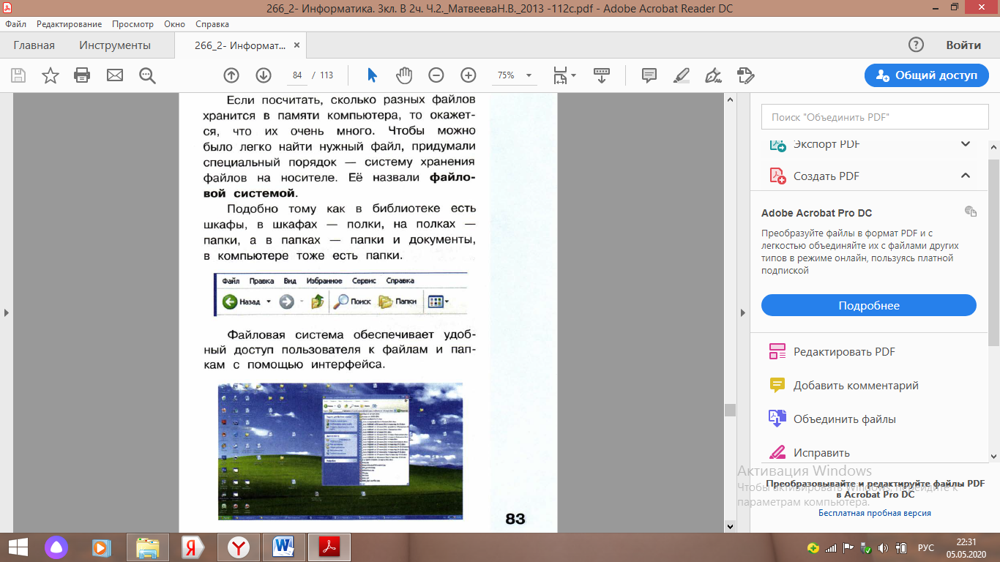 266_2- Информатика. 3кл. В 2ч. Ч.2._МатвееваН.В._2013 -112с.pdf - Adobe Acrobat Reader DC
Файл Редактирование Просмотр Окно Справка
Главная Инструменты 266_2- Информат... × Войти
84 / 113 75% Общий доступ
Если посчитать, сколько разных файлов
хранится в памяти компьютера, то окажет-
ся, что их очень много. Чтобы можно
было легко найти нужный файл, придумали
специальный порядок — систему хранения
файлов на носителе. Её назвали файло-
вой системой.
Подобно тому как в библиотеке есть
шкафы, в шкафах — полки, на полках —
папки, а в папках — папки и документы,
в компьютере тоже есть папки.
Файл Правка Вид Избранное Сервис Справка
Назад Поиск Папки
Файловая система обеспечивает удоб-
ный доступ пользователя к файлам и пап-
кам с помощью интерфейса.
83
Поиск "Объединить PDF"
Экспорт PDF
Создать PDF
Adobe Acrobat Pro DC
Преобразуйте файлы в формат PDF и с
легкостью объединяйте их с файлами других
типов в режиме онлайн, пользуясь платной
подпиской
Подробнее
Редактировать PDF
Добавить комментарий
Объединить файлы
Исправить
Активация Windows
Чтобы активировать Windows, перейдите к
параметрам компьютера.
Преобразовывайте и редактируйте файлы PDF
в Acrobat Pro DC
Бесплатная пробная версия
РУС
22:31
05.05.2020